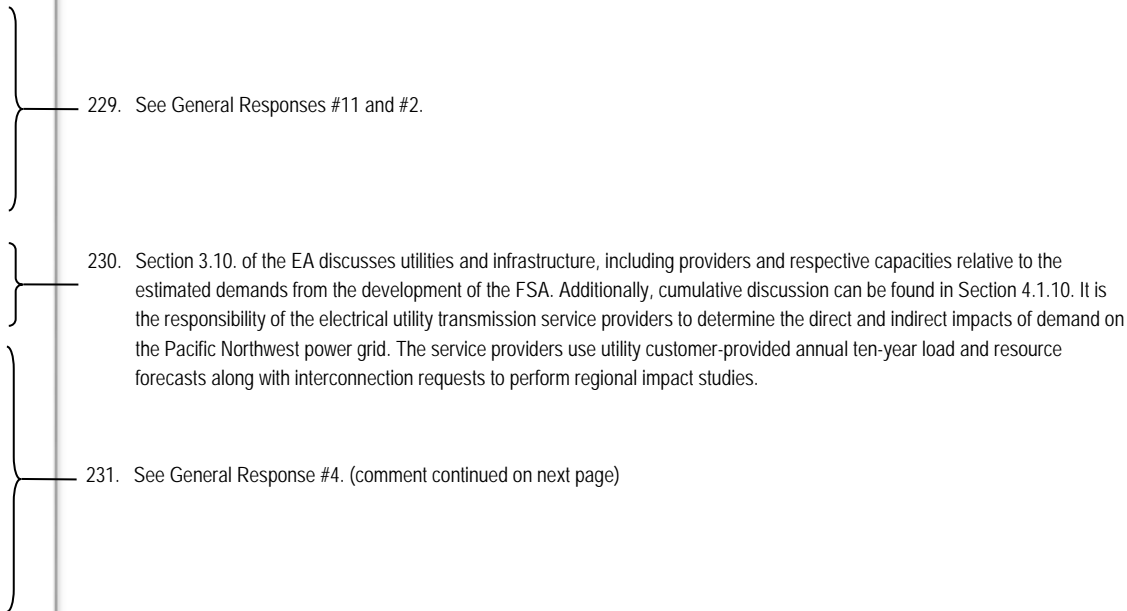 229. See General Responses #11 and #2.
230. Section 3.10. of the EA discusses utilities and infrastructure, including providers and respective capacities relative to the
estimated demands from the development of the FSA. Additionally, cumulative discussion can be found in Section 4.1.10. It is
the responsibility of the electrical utility transmission service providers to determine the direct and indirect impacts of demand on
the Pacific Northwest power grid. The service providers use utility customer-provided annual ten-year load and resource
forecasts along with interconnection requests to perform regional impact studies.
231. See General Response #4. (comment continued on next page)